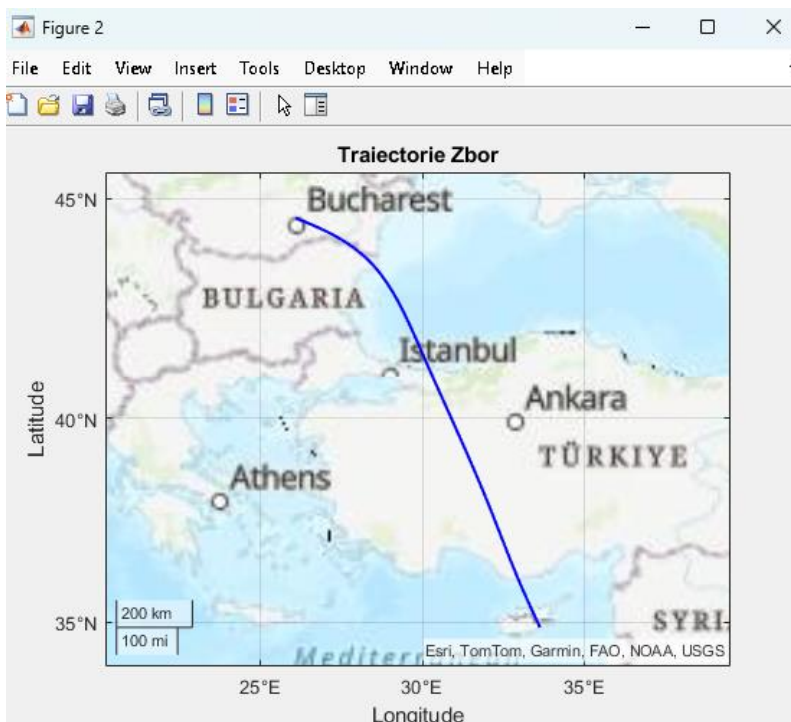 Figure 2
File Edit View Insert Tools Desktop Window Help
Traiectorie Zbor
45°N
Bucharest
BULGARIA
Istanbul
Latitude
40°N
Ankara
TÜRKIYE
Athens
35°N
200 km
100 mi
SYRI
Esri, TomTom, Garmin, FAO, NOAA, USGS
25°E 30°E 35°E
Longitude